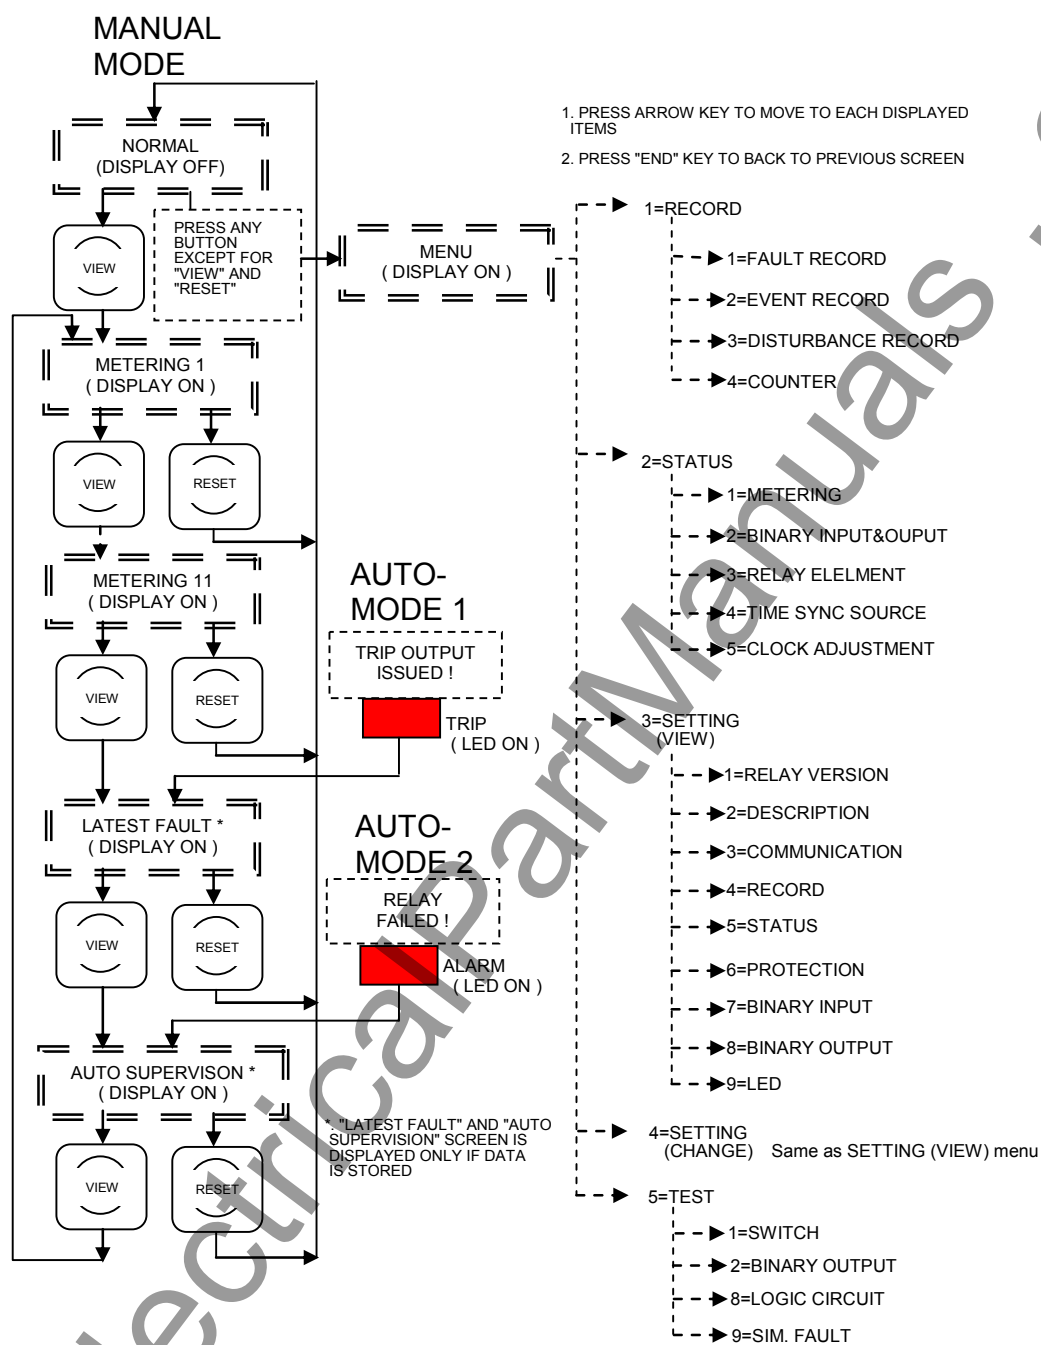 MANUAL
MODE
NORMAL
(DISPLAY OFF)
VIEW
PRESS ANY
BUTTON
EXCEPT FOR
"VIEW" AND
"RESET"
METERING 1
( DISPLAY ON )
VIEW
RESET
METERING 11
( DISPLAY ON )
VIEW
RESET
LATEST FAULT *
( DISPLAY ON )
VIEW
RESET
AUTO SUPERVISON *
( DISPLAY ON )
VIEW
RESET
AUTO-
MODE 1
TRIP OUTPUT
ISSUED !
TRIP
( LED ON )
AUTO-
MODE 2
RELAY
FAILED !
ALARM
( LED ON )
*. "LATEST FAULT" AND "AUTO
SUPERVISION" SCREEN IS
DISPLAYED ONLY IF DATA
IS STORED
MENU
( DISPLAY ON )
1. PRESS ARROW KEY TO MOVE TO EACH DISPLAYED
ITEMS
2. PRESS "END" KEY TO BACK TO PREVIOUS SCREEN
1=RECORD
1=FAULT RECORD
2=EVENT RECORD
3=DISTURBANCE RECORD
4=COUNTER
2=STATUS
1=METERING
2=BINARY INPUT&OUPUT
3=RELAY ELELMENT
4=TIME SYNC SOURCE
5=CLOCK ADJUSTMENT
3=SETTING
(VIEW)
1=RELAY VERSION
2=DESCRIPTION
3=COMMUNICATION
4=RECORD
5=STATUS
6=PROTECTION
7=BINARY INPUT
8=BINARY OUTPUT
9=LED
4=SETTING
(CHANGE) Same as SETTING (VIEW) menu
5=TEST
1=SWITCH
2=BINARY OUTPUT
8=LOGIC CIRCUIT
9=SIM. FAULT
lectricalPartManuals